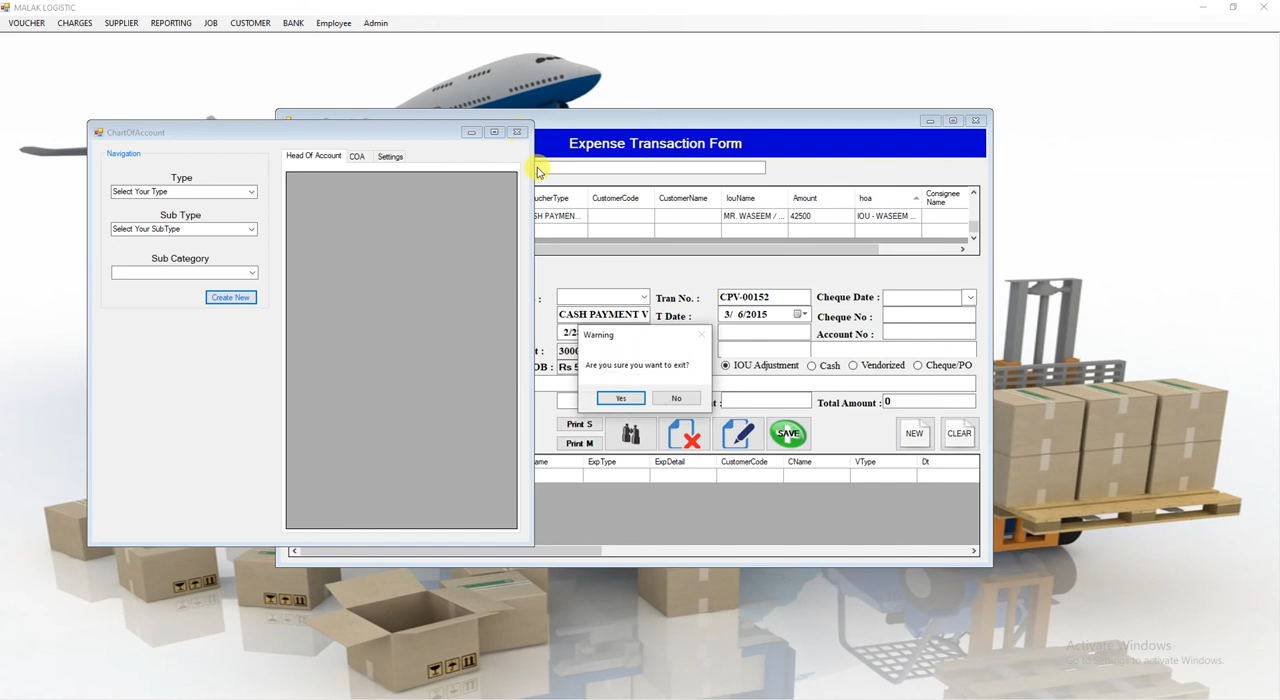 MALAK LOGISTIC
VOUCHER CHARGES SUPPLIER REPORTING JOB CUSTOMER BANK Employee Admin
ChartOfAccount
Navigation
Type
Select Your Type
Sub Type
Select Your SubType
Sub Category
Create New
Head Of Account COA Settings
Expense Transaction Form
CustomerCode CustomerName IouName Amount hoa Consignee Name
MR. WASEEM / ... 42500 IOU - WASEEM ...
Tran No. : CPV-00152 Cheque Date :
CASH PAYMENT V T Date : 3/ 6/2015 Cheque No :
Account No :
Warning
Are you sure you want to exit?
Yes No
IOU Adjustment Cash Vendorized Cheque/PO
Total Amount : 0
Print S
Print M
SAVE
NEW CLEAR
ExpType ExpDetail CustomerCode CName VType Dt
Activate Windows
Go to Settings to activate Windows.